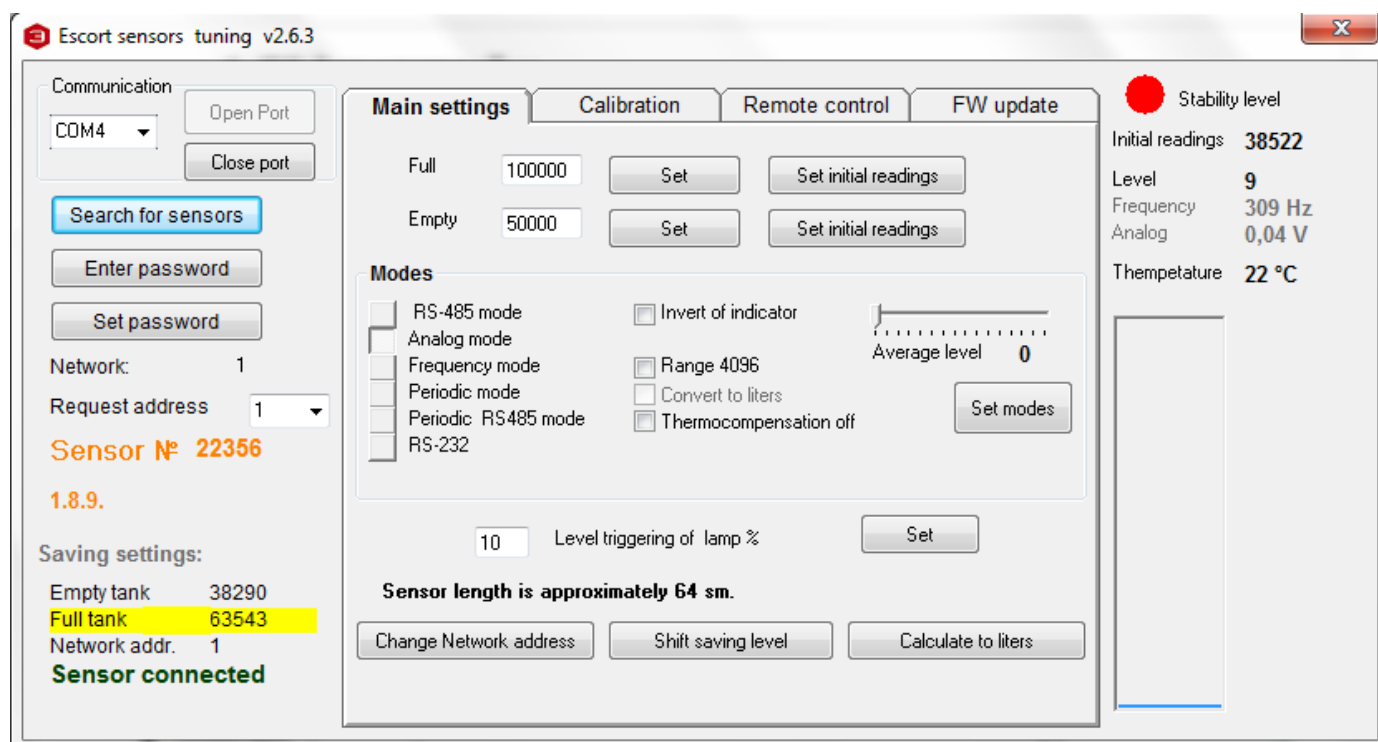 Escort sensors tuning v2.6.3
Communication
COM4
Open Port
Close port
Search for sensors
Enter password
Set password
Network: 1
Request address 1
Sensor № 22356
1.8.9.
Saving settings:
Empty tank 38290
Full tank 63543
Network addr. 1
Sensor connected
Main settings
Calibration
Remote control
FW update
Full 100000 Set Set initial readings
Empty 50000 Set Set initial readings
Modes
RS-485 mode
Analog mode
Frequency mode
Periodic mode
Periodic RS485 mode
RS-232
Invert of indicator
Range 4096
Convert to liters
Thermocompensation off
Average level 0
Set modes
10 Level triggering of lamp % Set
Sensor length is approximately 64 sm.
Change Network address
Shift saving level
Calculate to liters
Stability level
Initial readings 38522
Level 9
Frequency 309 Hz
Analog 0,04 V
Thempetature 22 °C